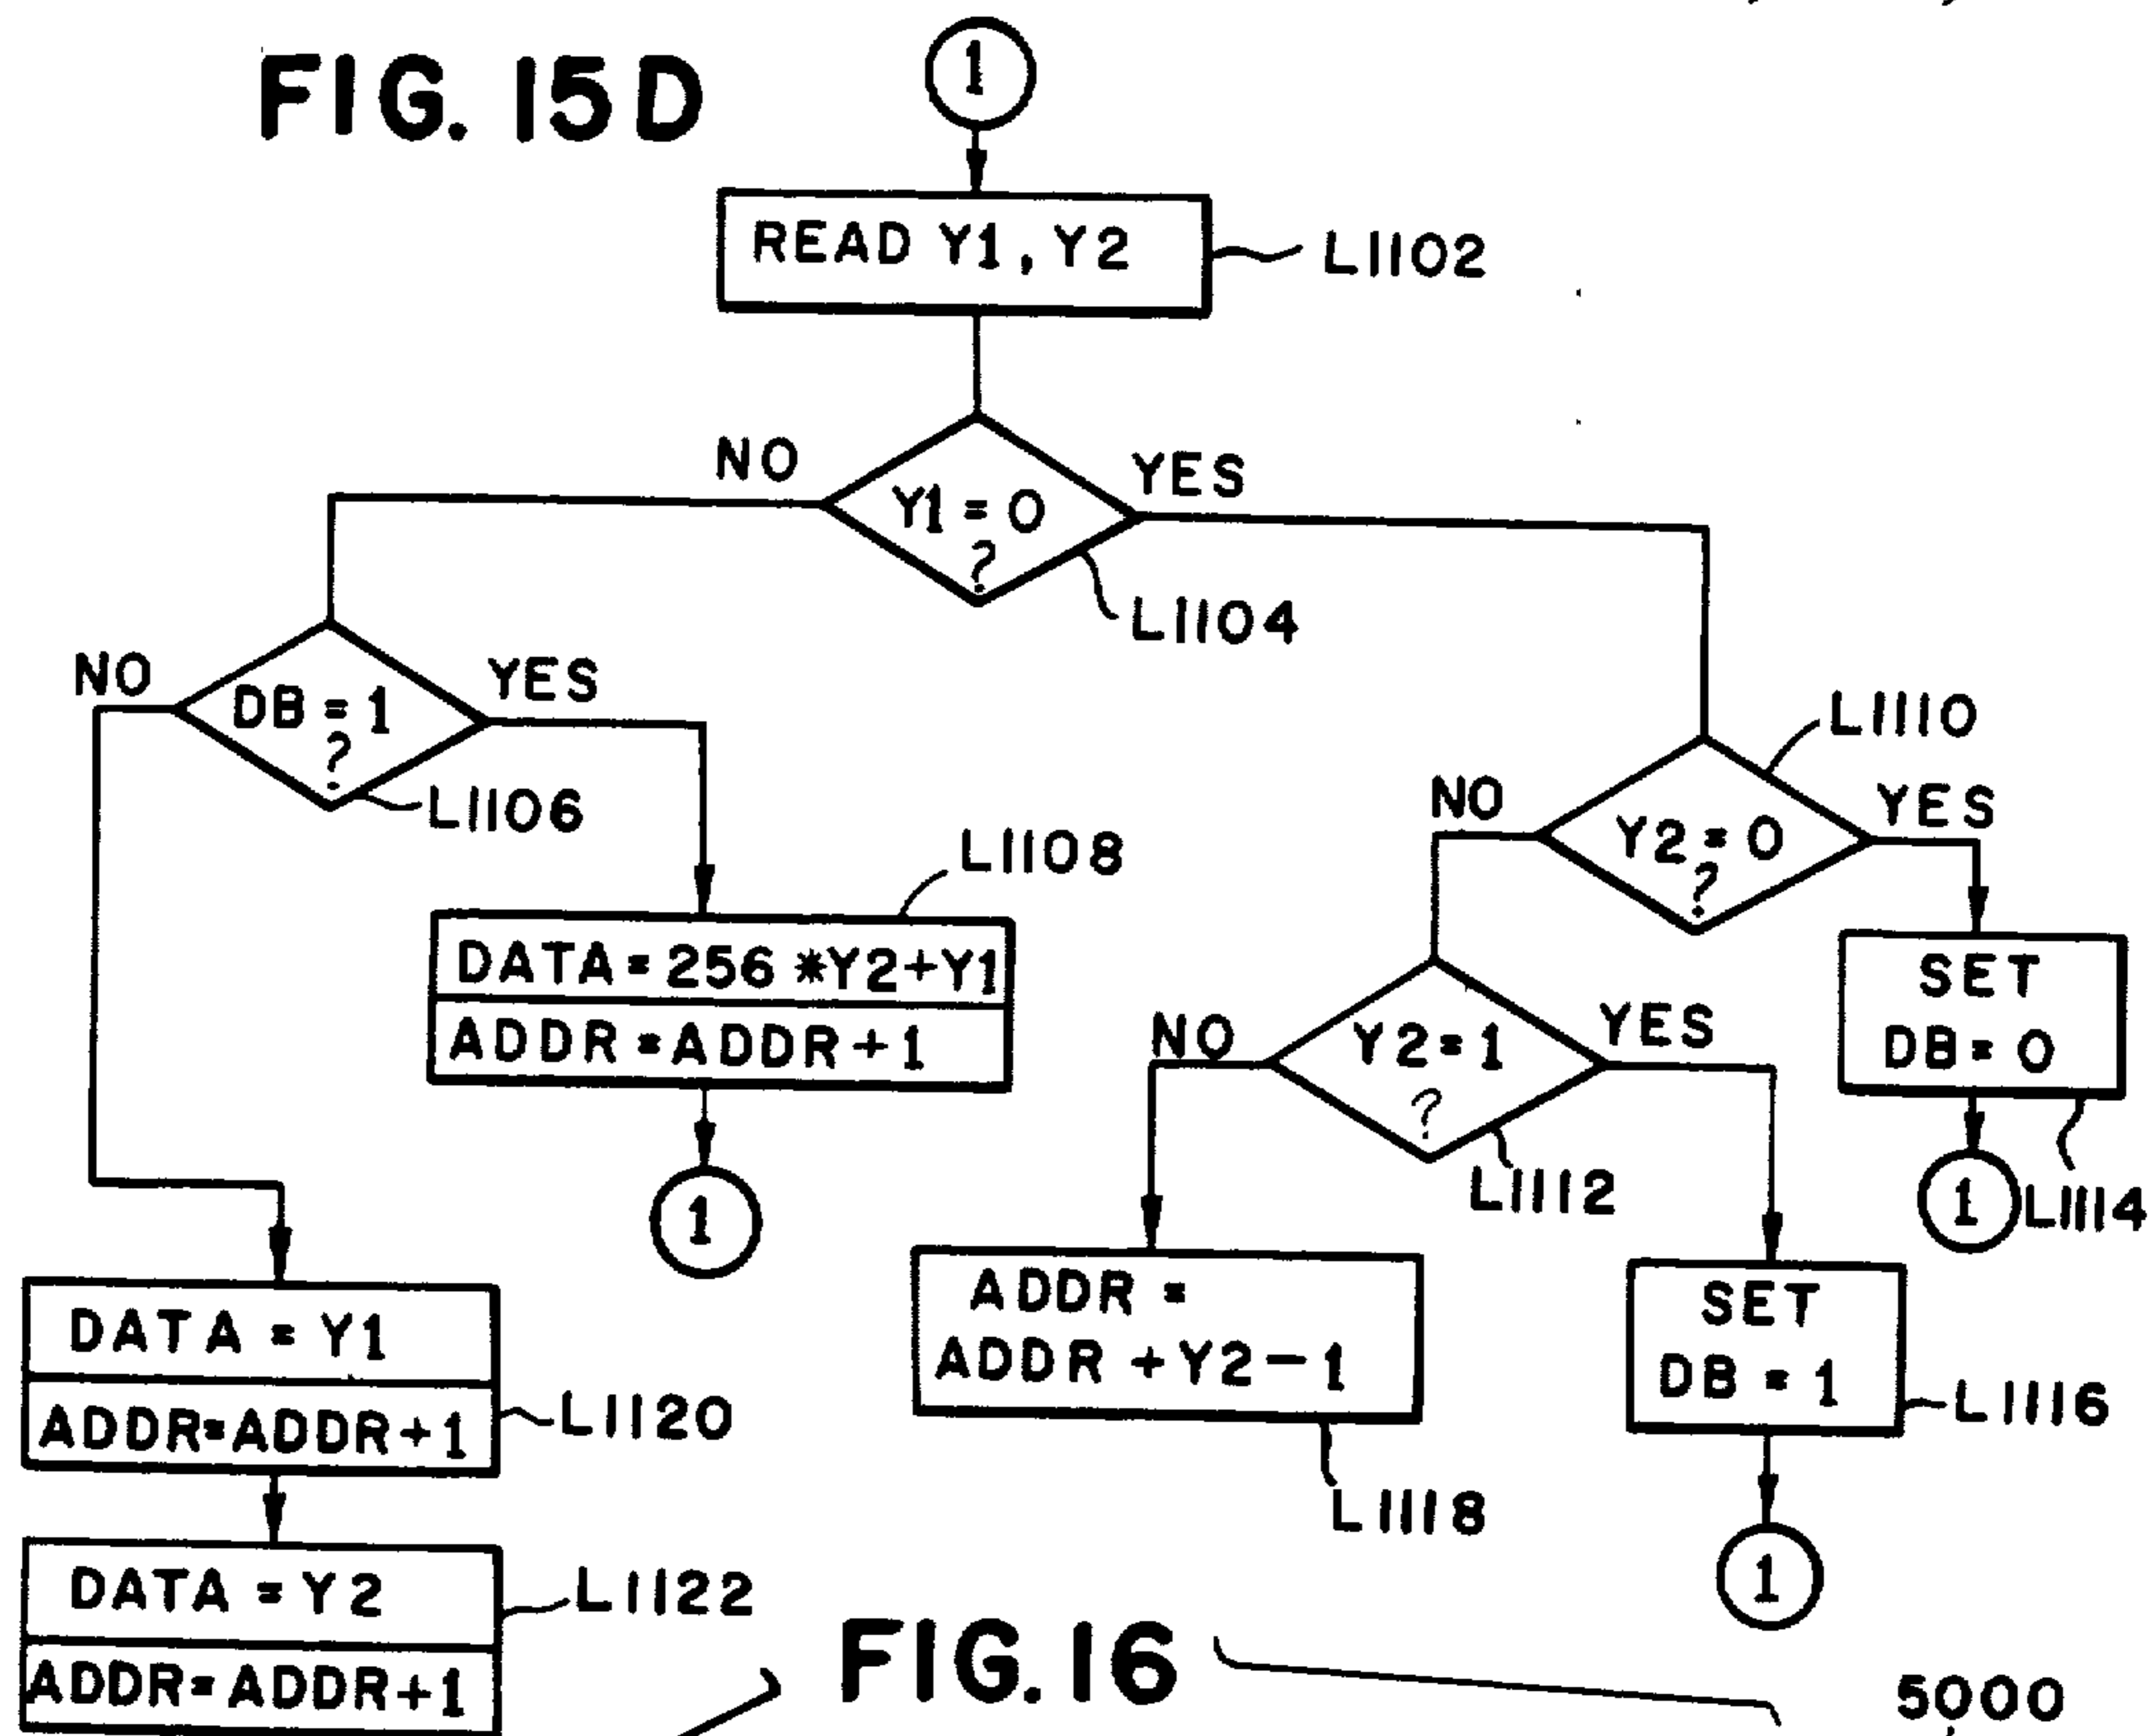 FIG. 15D
1
READ Y1, Y2
L1102
NO
YES
Y1 = 0
?
L1104
NO
YES
DB = 1
?
L1106
L1108
DATA = 256 *Y2+Y1
ADDR = ADDR + 1
1
L1110
NO
YES
Y2 = 0
?
SET
DB = 0
1
L1114
NO
YES
Y2 = 1
?
L1112
ADDR =
ADDR + Y2 - 1
L1118
SET
DB = 1
L1116
1
DATA = Y1
ADDR = ADDR + 1
L1120
DATA = Y2
L1122
ADDR = ADDR + 1
FIG. 16
5000